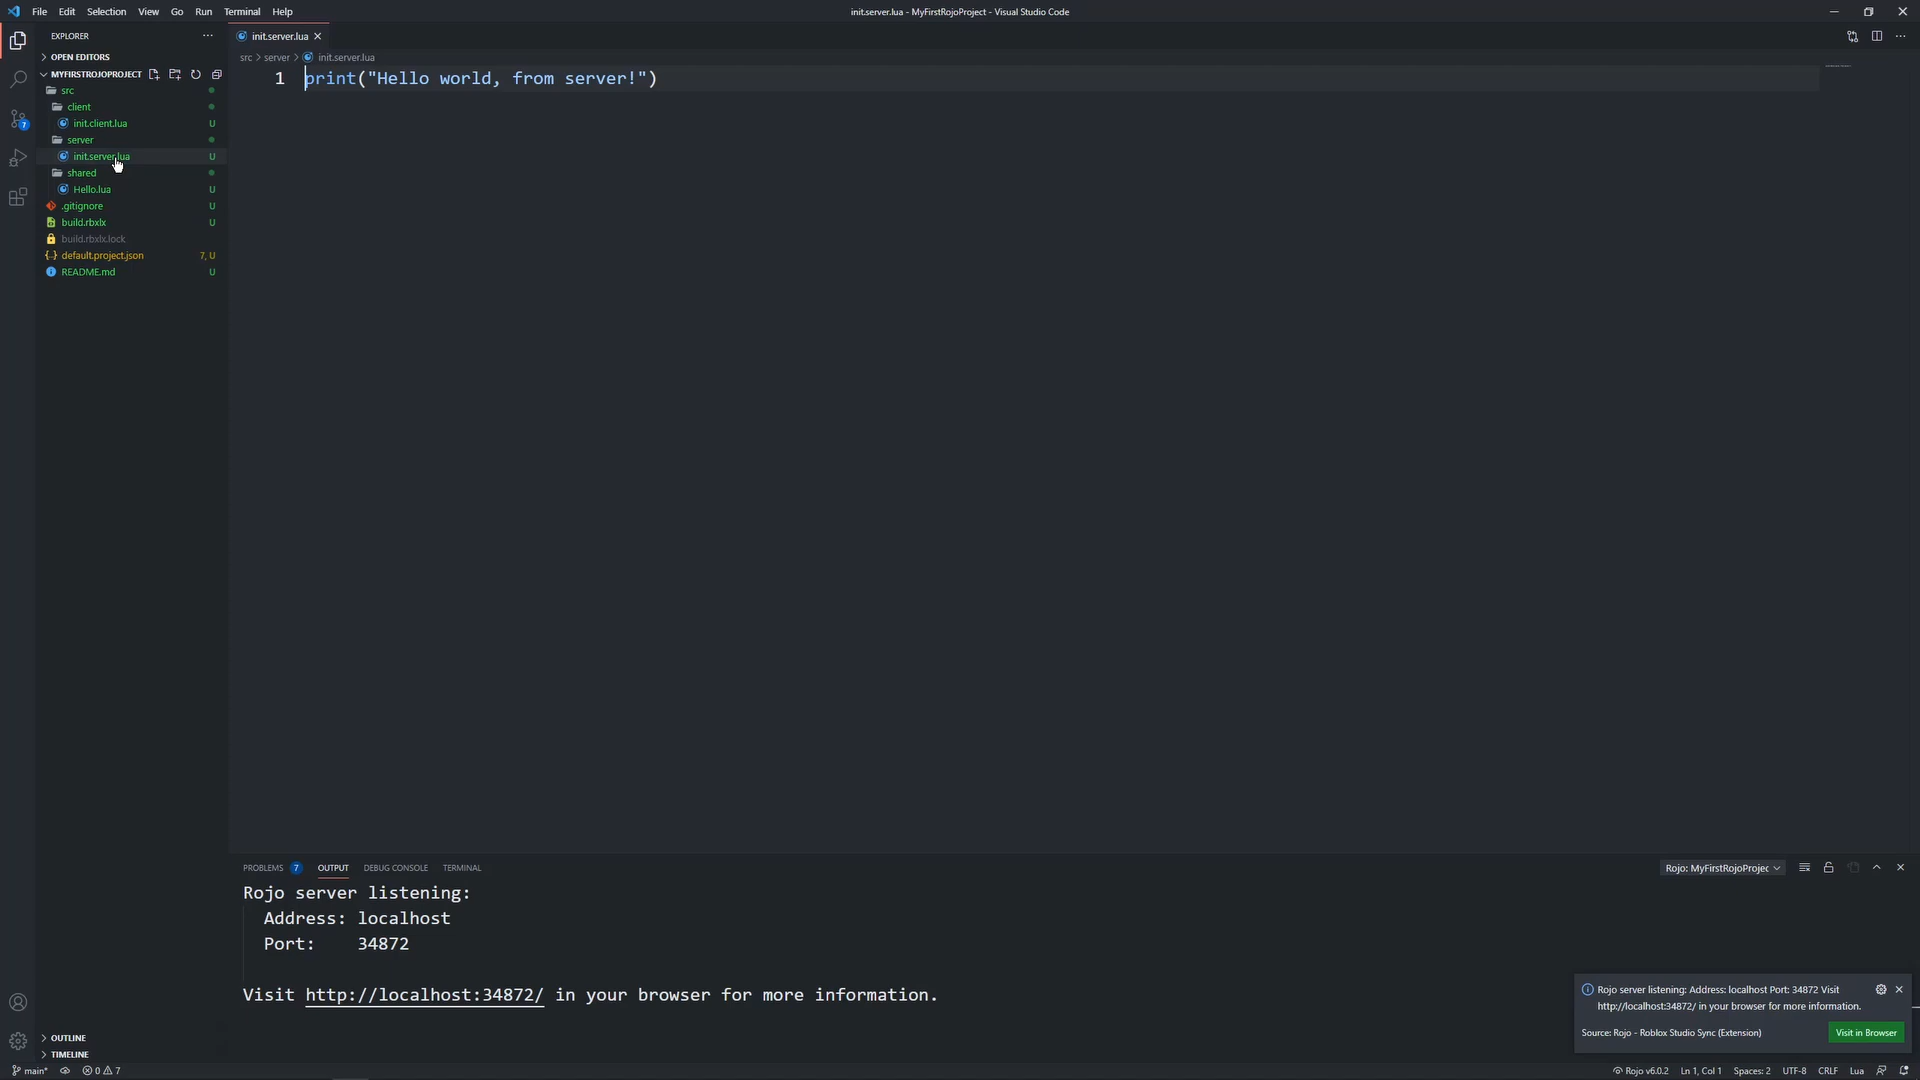 File Edit Selection View Go Run Terminal Help
init.server.lua - MyFirstRojoProject - Visual Studio Code
EXPLORER
init.server.lua
OPEN EDITORS
src > server > init.server.lua
MYFIRSTROJOPROJECT
1 print("Hello world, from server!")
src
client
init.client.lua U
server
init.server.lua U
shared
Hello.lua U
.gitignore U
build.rbxlx U
build.rbxlx.lock
default.project.json 7, U
README.md U
7
PROBLEMS 7 OUTPUT DEBUG CONSOLE TERMINAL
Rojo: MyFirstRojoProjec
Rojo server listening:
Address: localhost
Port: 34872
Visit http://localhost:34872/ in your browser for more information.
Rojo server listening: Address: localhost Port: 34872 Visit
http://localhost:34872/ in your browser for more information.
Source: Rojo - Roblox Studio Sync (Extension)
Visit in Browser
OUTLINE
TIMELINE
main* 0 7
Rojo v6.0.2 Ln 1, Col 1 Spaces: 2 UTF-8 CRLF Lua